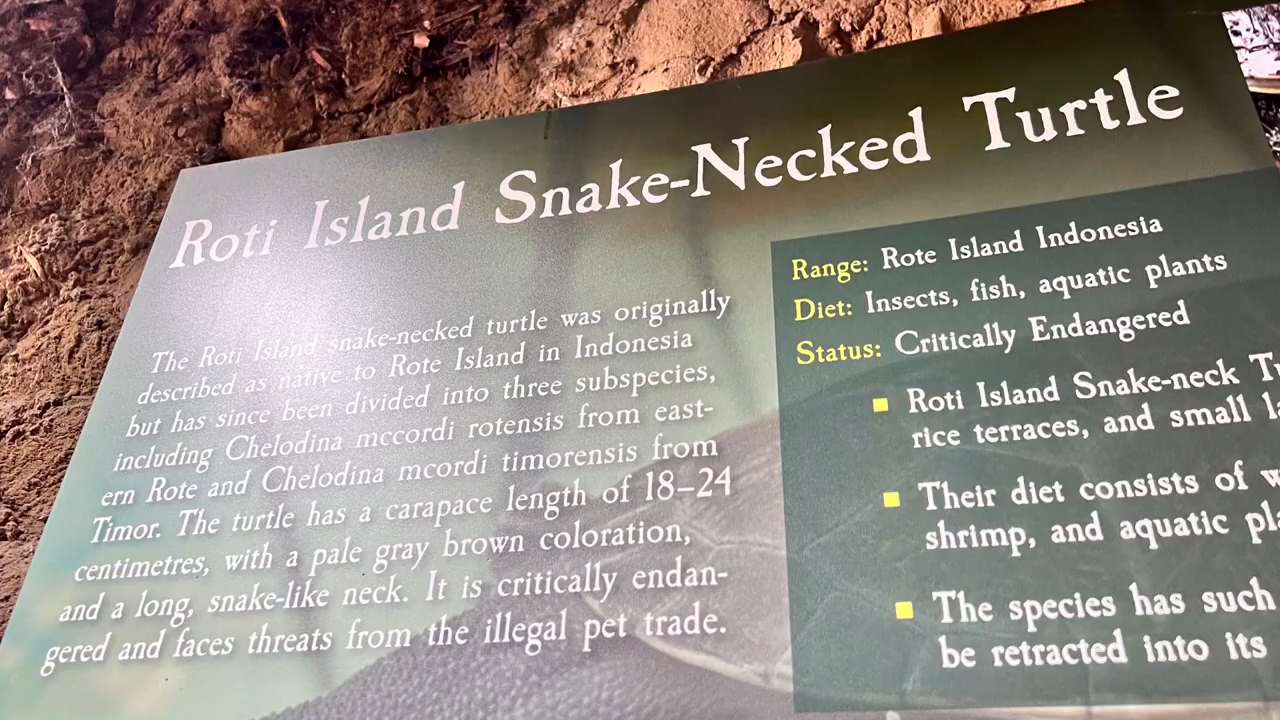 Roti Island Snake-Necked Turtle
The Roti Island snake-necked turtle was originally
described as native to Rote Island in Indonesia
but has since been divided into three subspecies,
including Chelodina mccordi rotensis from east-
ern Rote and Chelodina mcordi timorensis from
Timor. The turtle has a carapace length of 18–24
centimetres, with a pale gray brown coloration,
and a long, snake-like neck. It is critically endan-
gered and faces threats from the illegal pet trade.
Range: Rote Island Indonesia
Diet: Insects, fish, aquatic plants
Status: Critically Endangered
▪ Roti Island Snake-neck
rice terraces, and small
▪ Their diet consists of
shrimp, and aquatic
▪ The species has such
be retracted into its